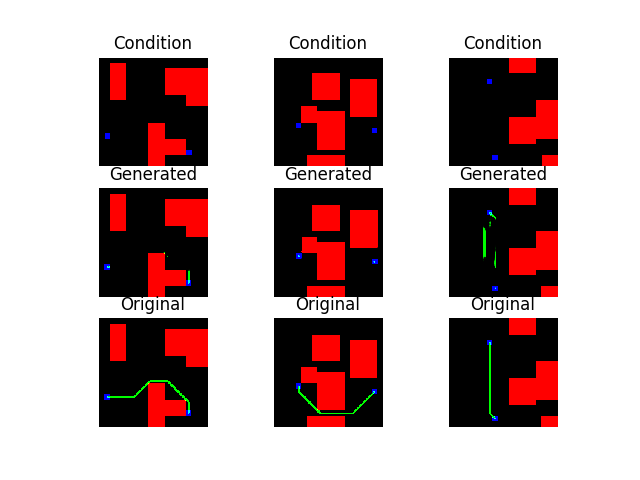 Condition Condition Condition
Generated Generated Generated
Original Original Original